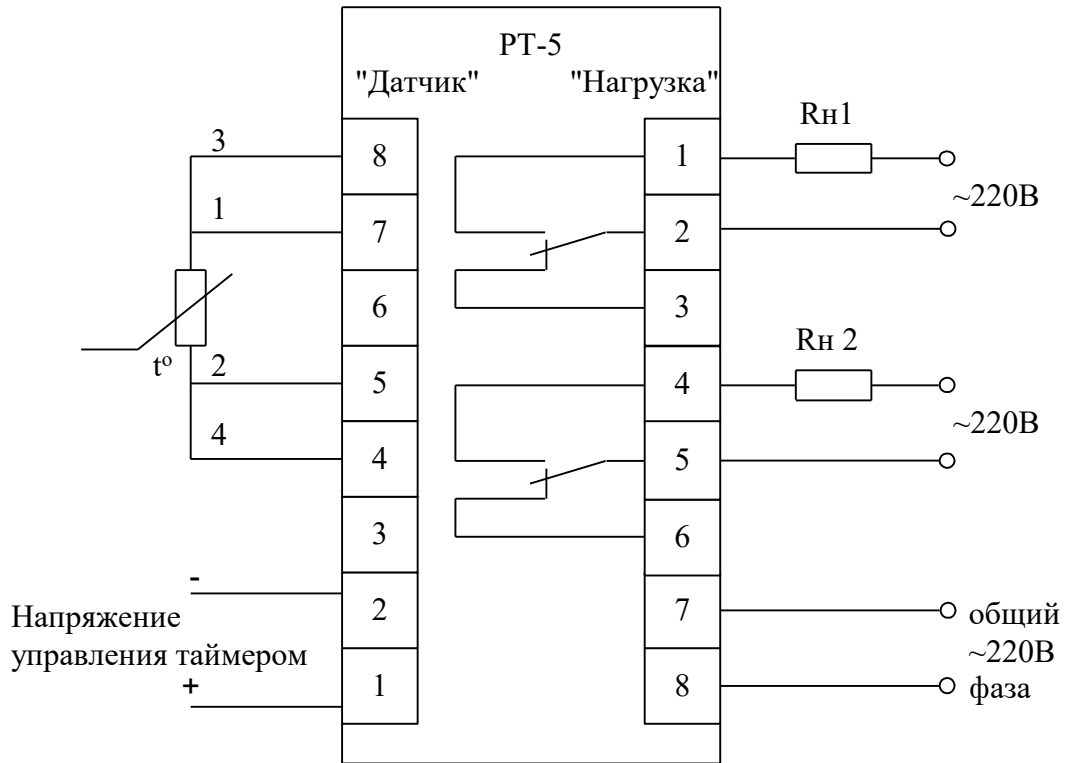 РТ-5
"Датчик" "Нагрузка"
Rн1
3
8
1
~220В
1
7
2
6
3
Rн 2
tº
2
5
4
~220В
4
4
5
3
6
-
Напряжение
управления таймером
2
7
общий
~220В
+
1
8
фаза